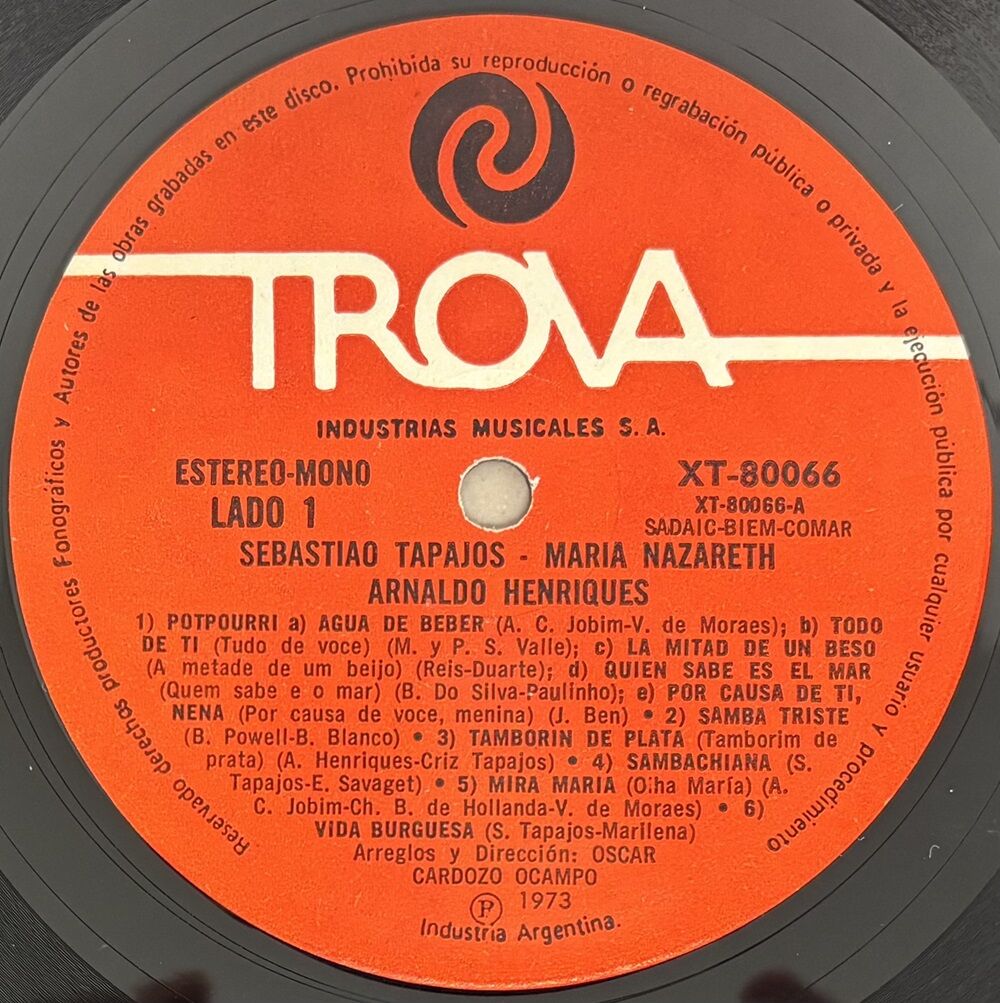 Reservado derechas productores Fonográficos y Autores de las obras grabadas en este disco. Prohibida su reproducción o regrabación pública o privada y la ejecución pública por cualquier usuario y procedimiento
TROVA
INDUSTRIAS MUSICALES S. A.
ESTEREO-MONO
LADO 1
XT-80066
XT-80066-A
SADAIC-BIEM-COMAR
SEBASTIAO TAPAJOS - MARIA NAZARETH
ARNALDO HENRIQUES
1) POTPOURRI a) AGUA DE BEBER (A. C. Jobim-V. de Moraes); b) TODO
DE TI (Tudo de voce) (M. y P. S. Valle); c) LA MITAD DE UN BESO
(A metade de um beijo) (Reis-Duarte); d) QUIEN SABE ES EL MAR
(Quem sabe e o mar) (B. Do Silva-Paulinho); e) POR CAUSA DE TI,
NENA (Por causa de voce, menina) (J. Ben) • 2) SAMBA TRISTE
(B. Powell-B. Blanco) • 3) TAMBORIN DE PLATA (Tamborim de
prata) (A. Henriques-Criz Tapajos) • 4) SAMBACHIANA (S.
Tapajos-E. Savaget) • 5) MIRA MARIA (Olha María) (A.
C. Jobim-Ch. B. de Hollanda-V. de Moraes) • 6)
VIDA BURGUESA (S. Tapajos-Marilena)
Arreglos y Dirección: OSCAR
CARDOZO OCAMPO
℗ 1973
Industria Argentina.